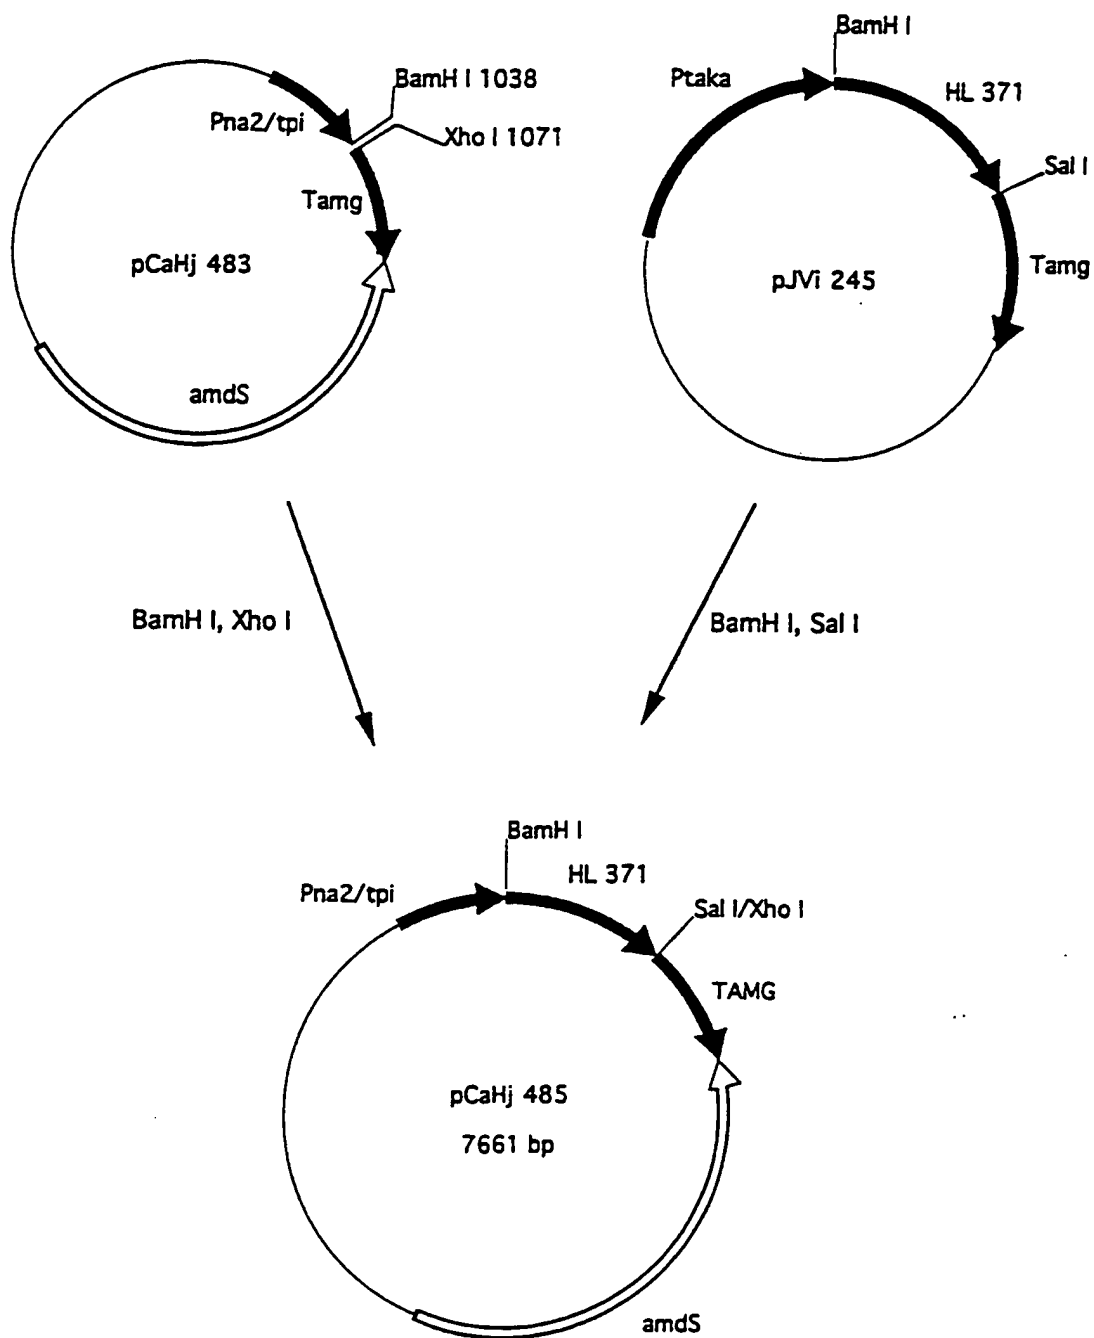 BamH I 1038
Pna2/tpi
Xho I 1071
Tamg
pCaHj 483
amdS
BamH I
Ptaka
HL 371
Sal I
Tamg
pJVi 245
BamH I, Xho I
BamH I, Sal I
BamH I
HL 371
Pna2/tpi
Sal I/Xho I
TAMG
pCaHj 485
7661 bp
amdS